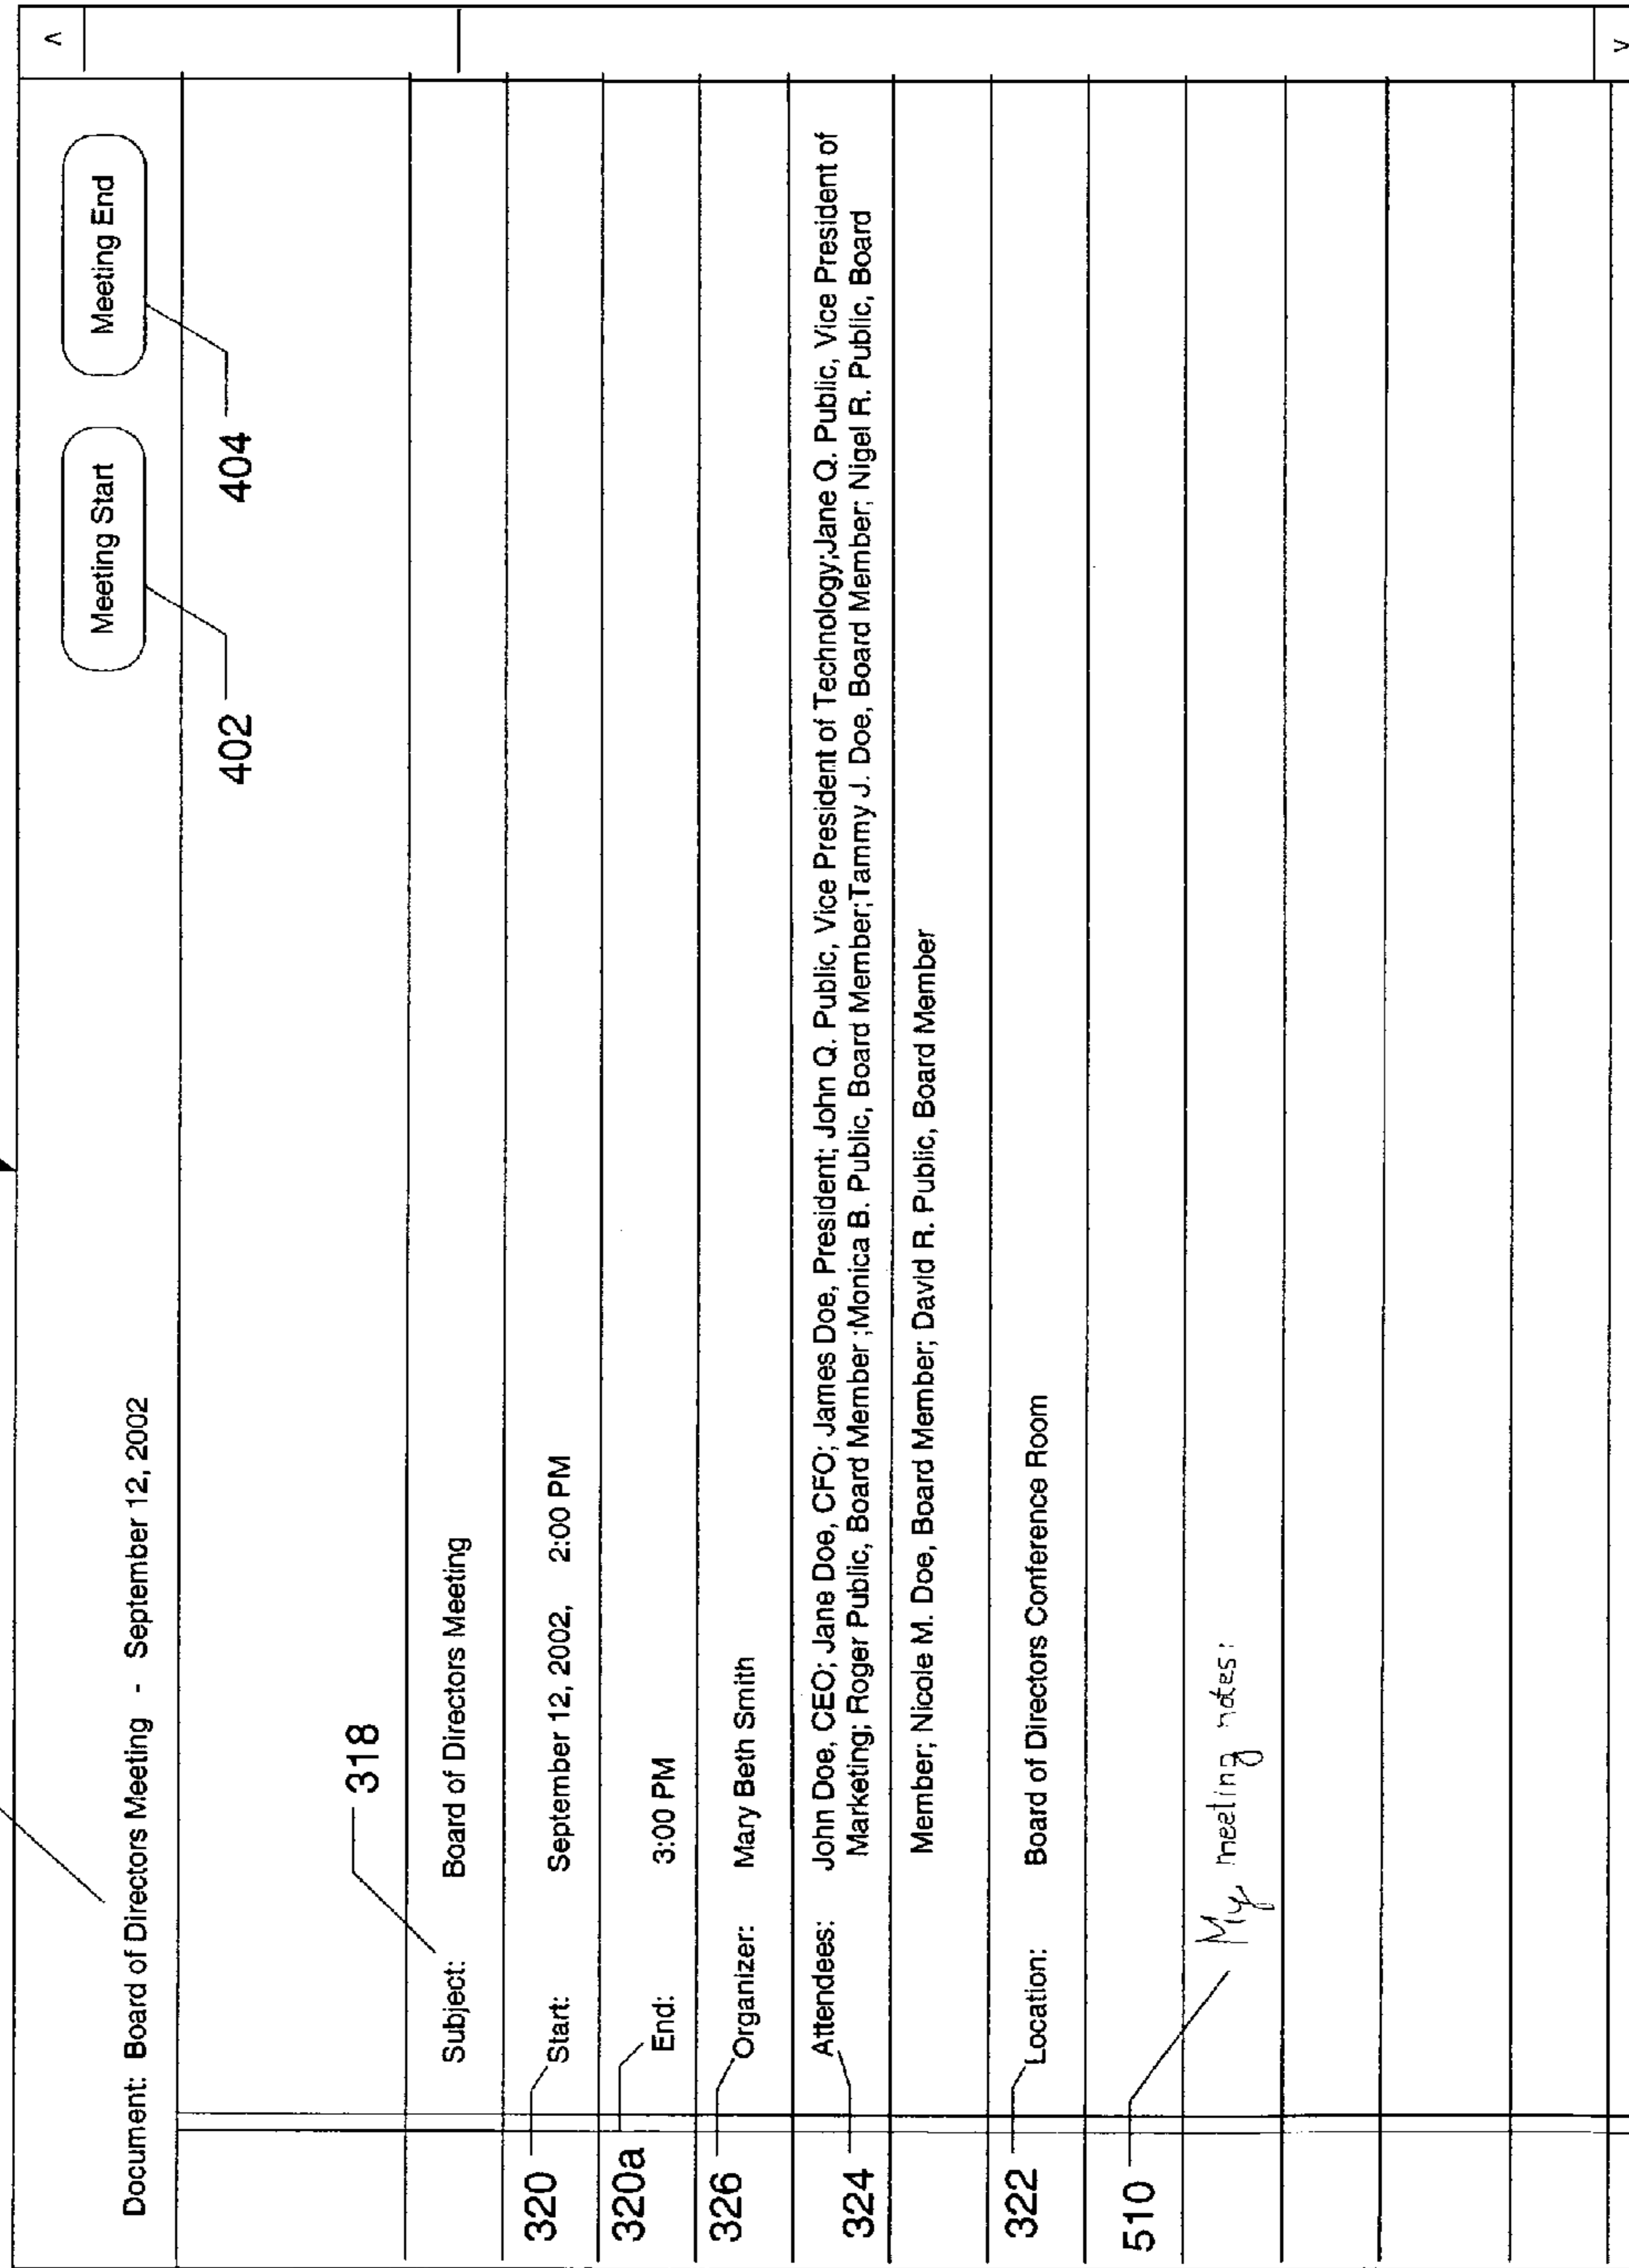 Document: Board of Directors Meeting - September 12, 2002
Meeting Start
Meeting End
402
404
318
Subject: Board of Directors Meeting
320
Start: September 12, 2002, 2:00 PM
320a
End: 3:00 PM
326
Organizer: Mary Beth Smith
324
Attendees: John Doe, CEO; Jane Doe, CFO; James Doe, President; John Q. Public, Vice President of Technology;Jane Q. Public, Vice President of
Marketing; Roger Public, Board Member ;Monica B. Public, Board Member;Tammy J. Doe, Board Member; Nigel R. Public, Board
Member; Nicole M. Doe, Board Member; David R. Public, Board Member
322
Location: Board of Directors Conference Room
510
My meeting notes: